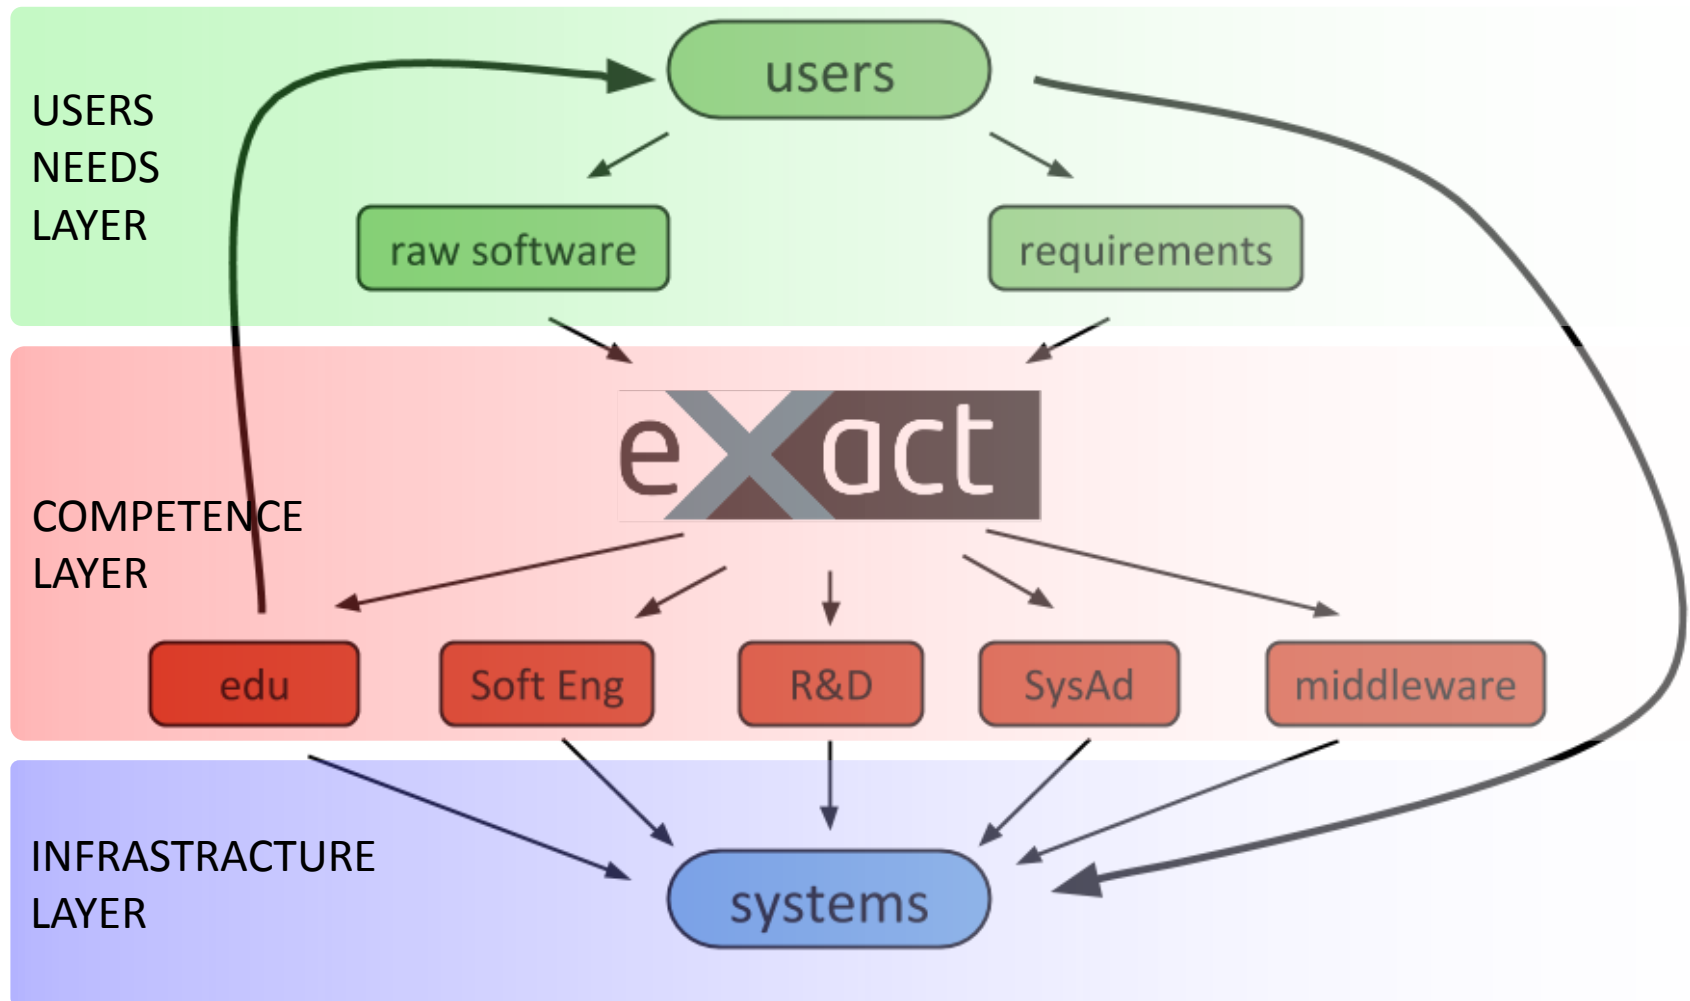 users
USERS
NEEDS
LAYER
raw software
requirements
eXact
COMPETENCE
LAYER
edu
Soft Eng
R&D
SysAd
middleware
INFRASTRACTURE
LAYER
systems